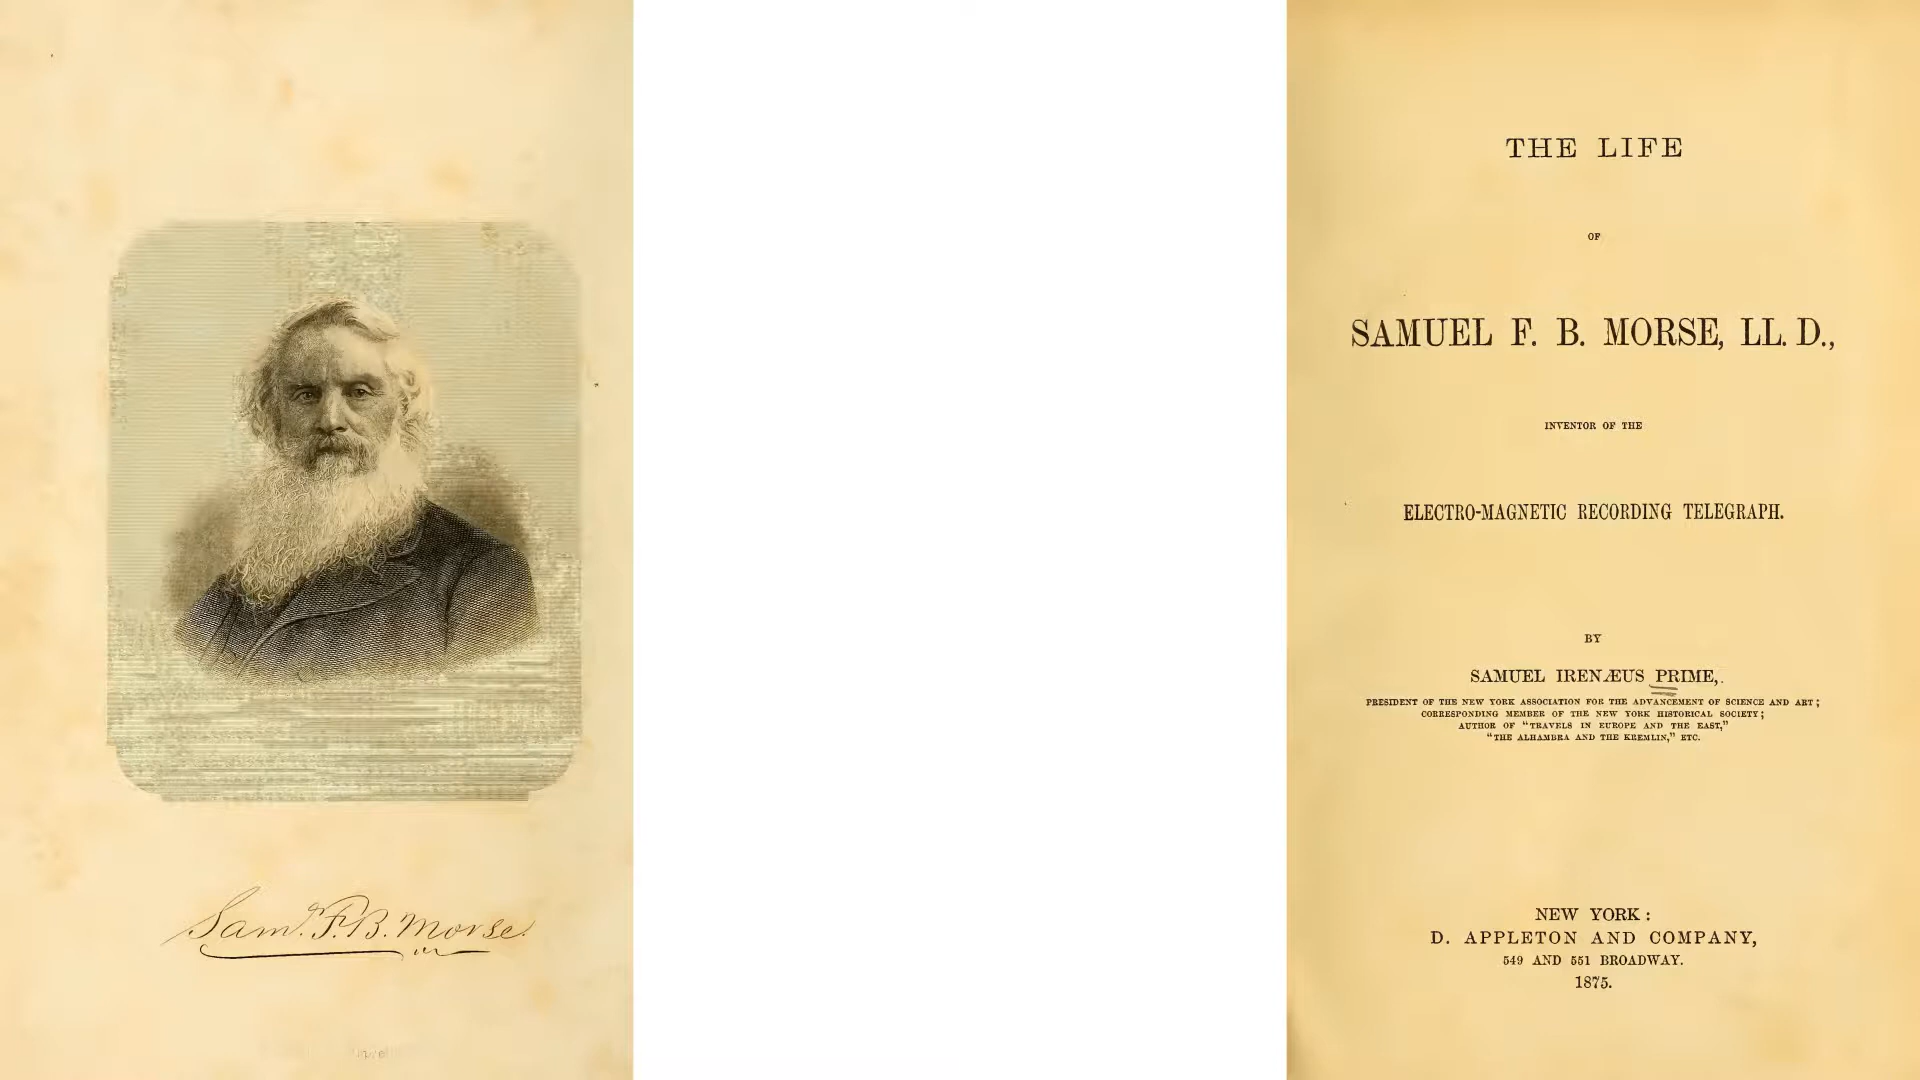 Sam.l F. B. Morse.
THE LIFE
OF
SAMUEL F. B. MORSE, LL. D.,
INVENTOR OF THE
ELECTRO-MAGNETIC RECORDING TELEGRAPH.
BY
SAMUEL IRENÆUS PRIME,
PRESIDENT OF THE NEW YORK ASSOCIATION FOR THE ADVANCEMENT OF SCIENCE AND ART;
CORRESPONDING MEMBER OF THE NEW YORK HISTORICAL SOCIETY;
AUTHOR OF "TRAVELS IN EUROPE AND THE EAST,"
"THE ALHAMBRA AND THE KREMLIN," ETC.
NEW YORK:
D. APPLETON AND COMPANY,
549 AND 551 BROADWAY.
1875.